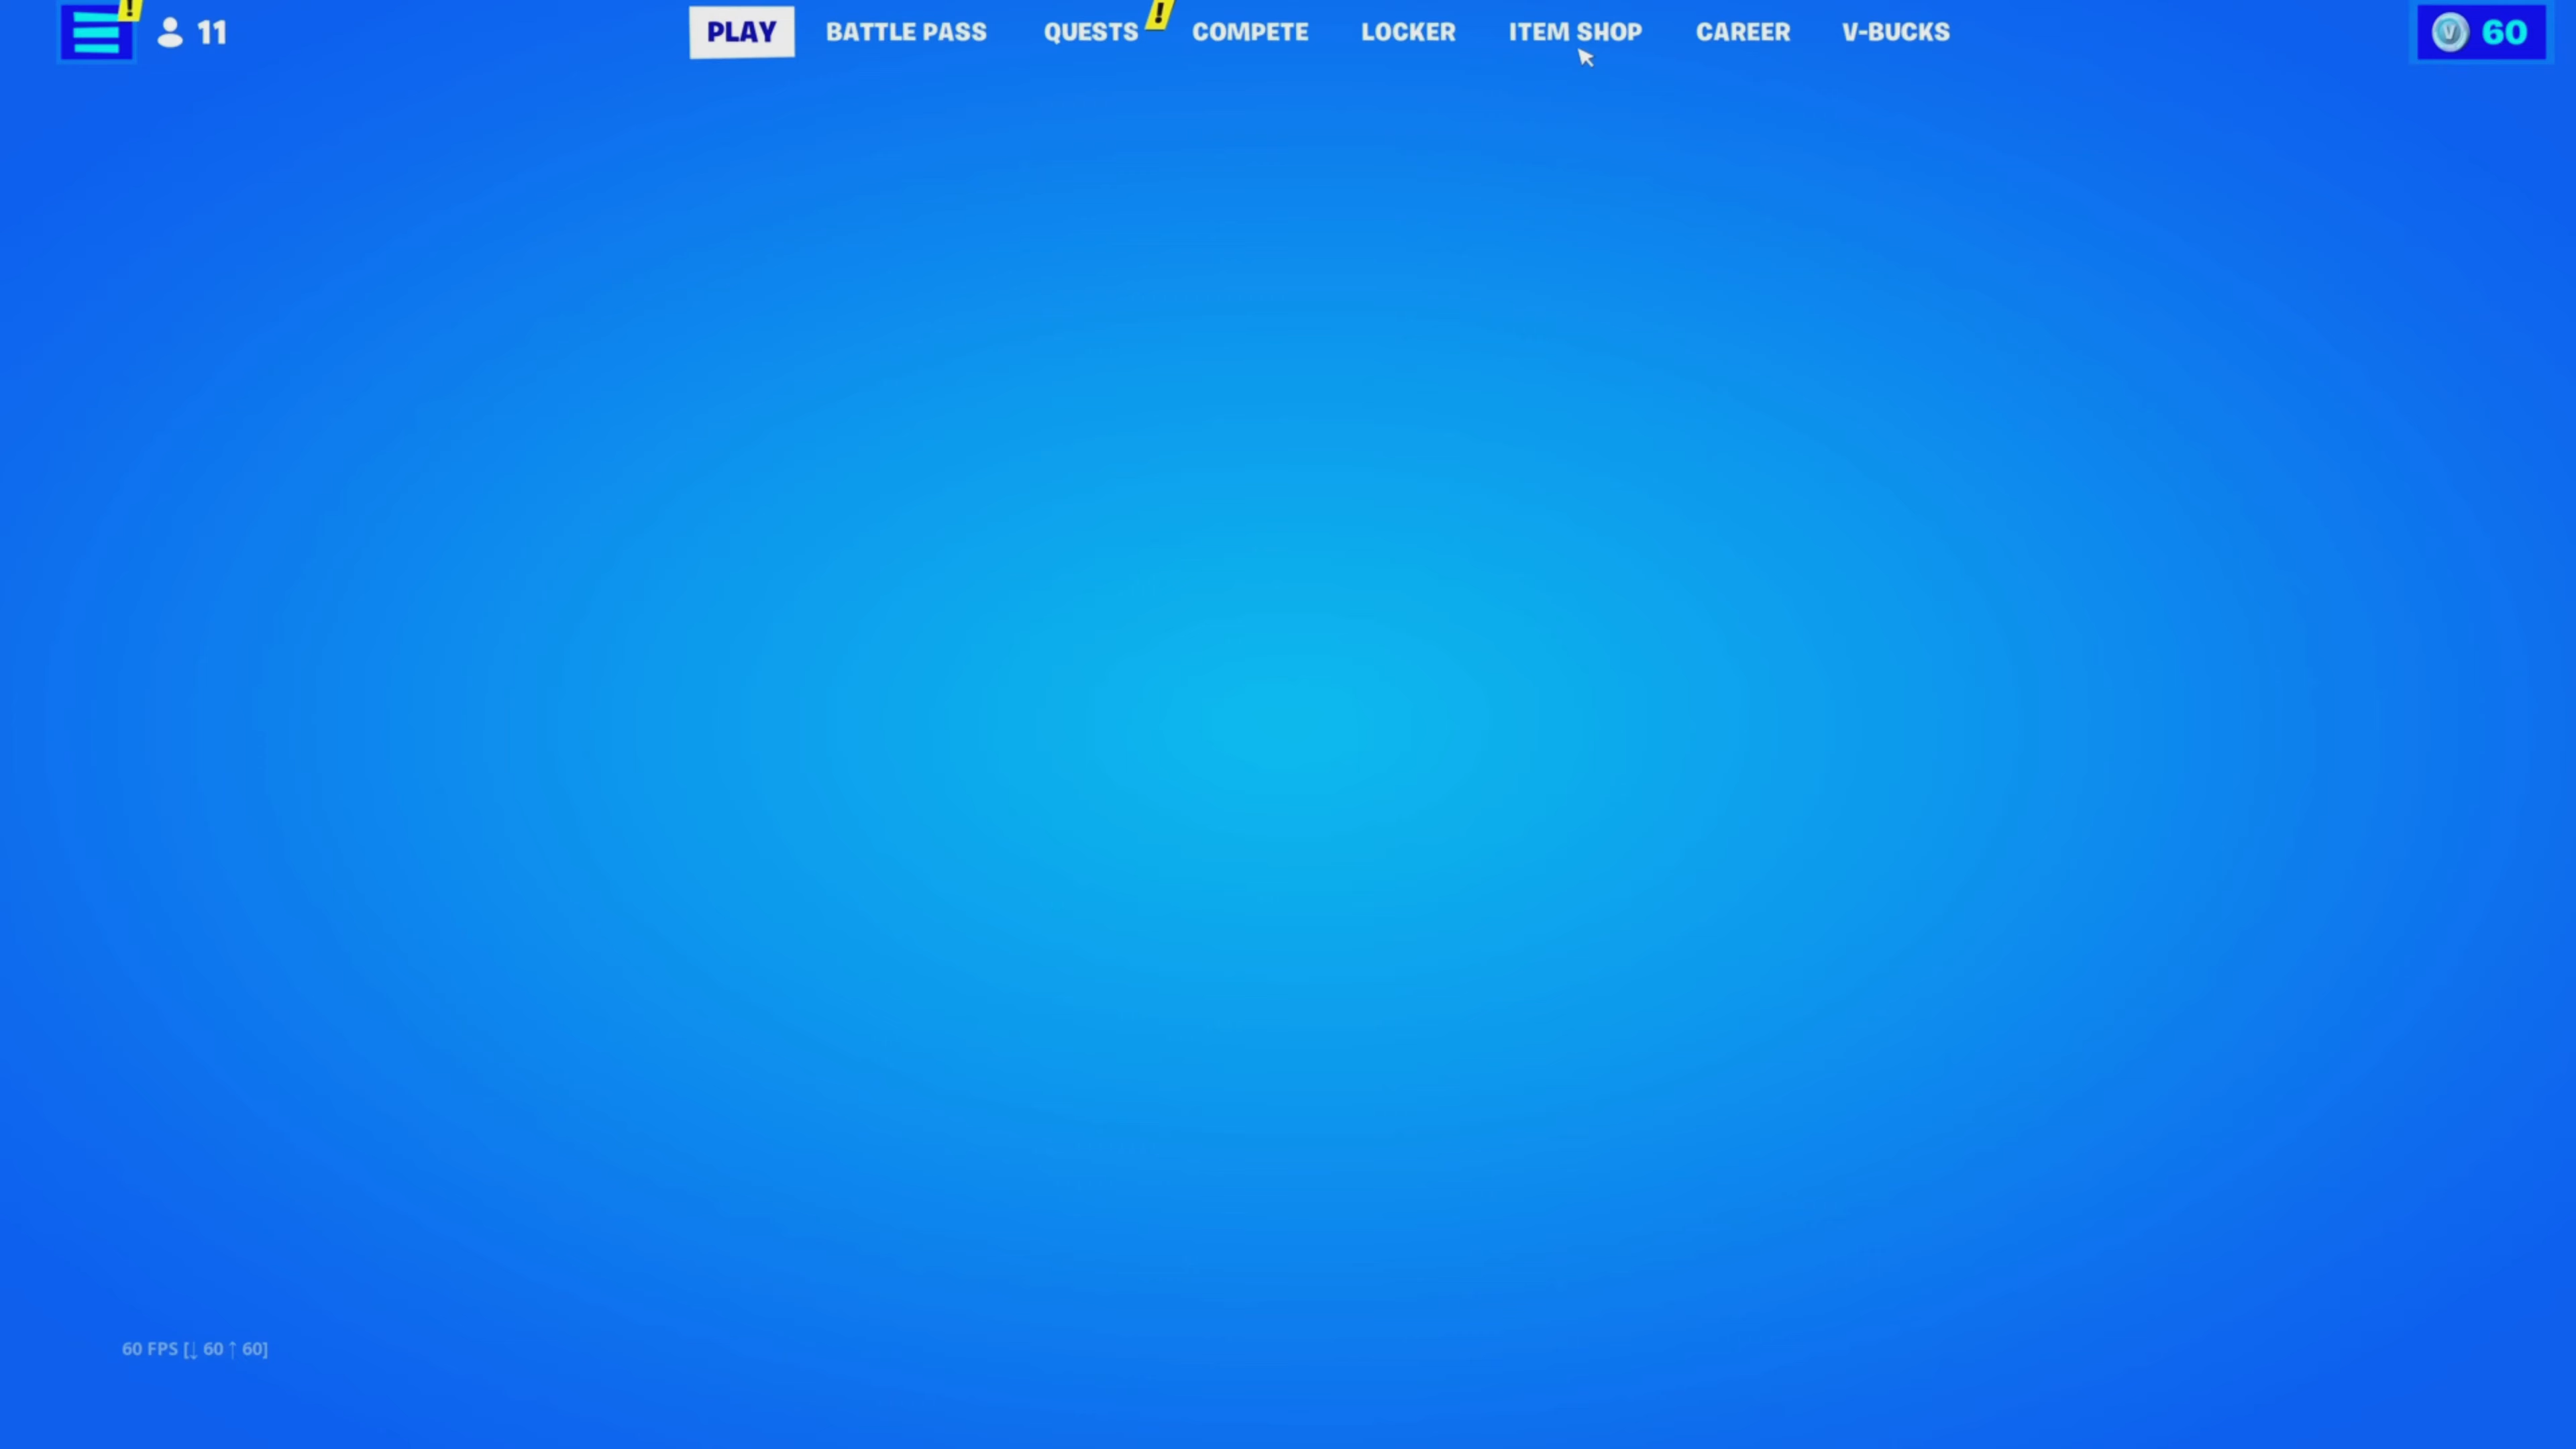 ! 11 PLAY BATTLE PASS QUESTS ! COMPETE LOCKER ITEM SHOP CAREER V-BUCKS V 60
60 FPS [↓ 60 ↑ 60]